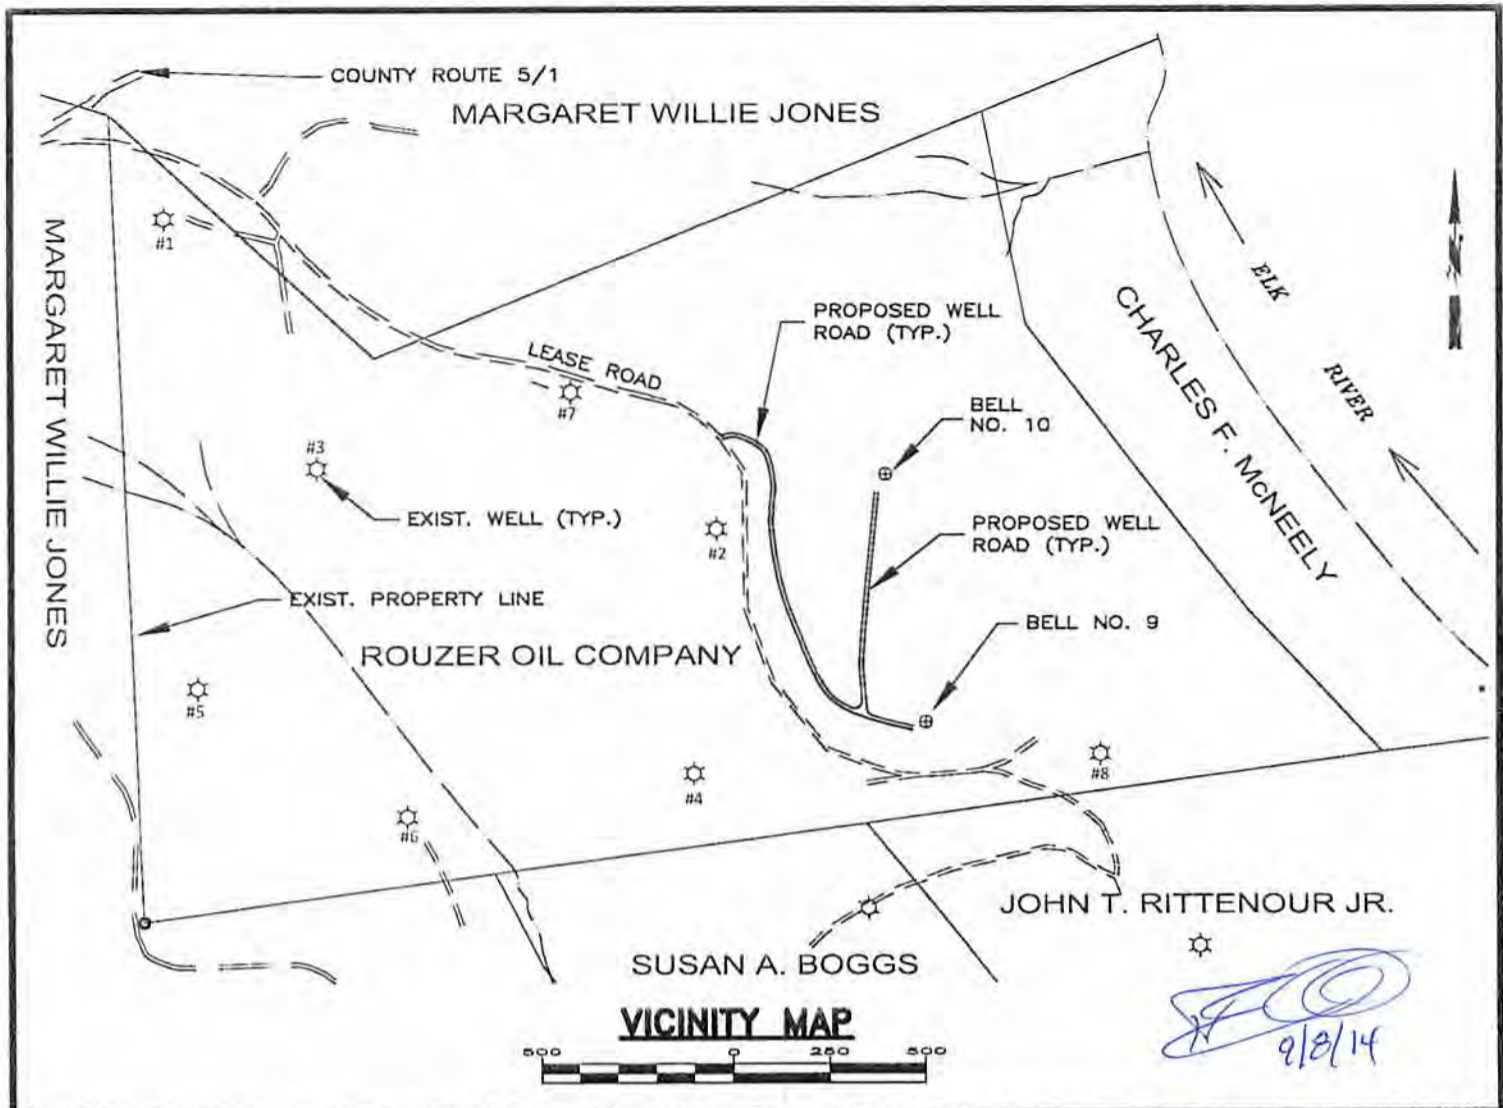 COUNTY ROUTE 5/1
MARGARET WILLIE JONES
#1
MARGARET WILLIE JONES
ELK
RIVER
N
PROPOSED WELL
ROAD (TYP.)
LEASE ROAD
#7
CHARLES F. McNEELY
BELL
NO. 10
#3
EXIST. WELL (TYP.)
#2
PROPOSED WELL
ROAD (TYP.)
EXIST. PROPERTY LINE
BELL NO. 9
ROUZER OIL COMPANY
#5
#8
#4
#6
JOHN T. RITTENOUR JR.
SUSAN A. BOGGS
VICINITY MAP
500 0 250 500
9/8/14